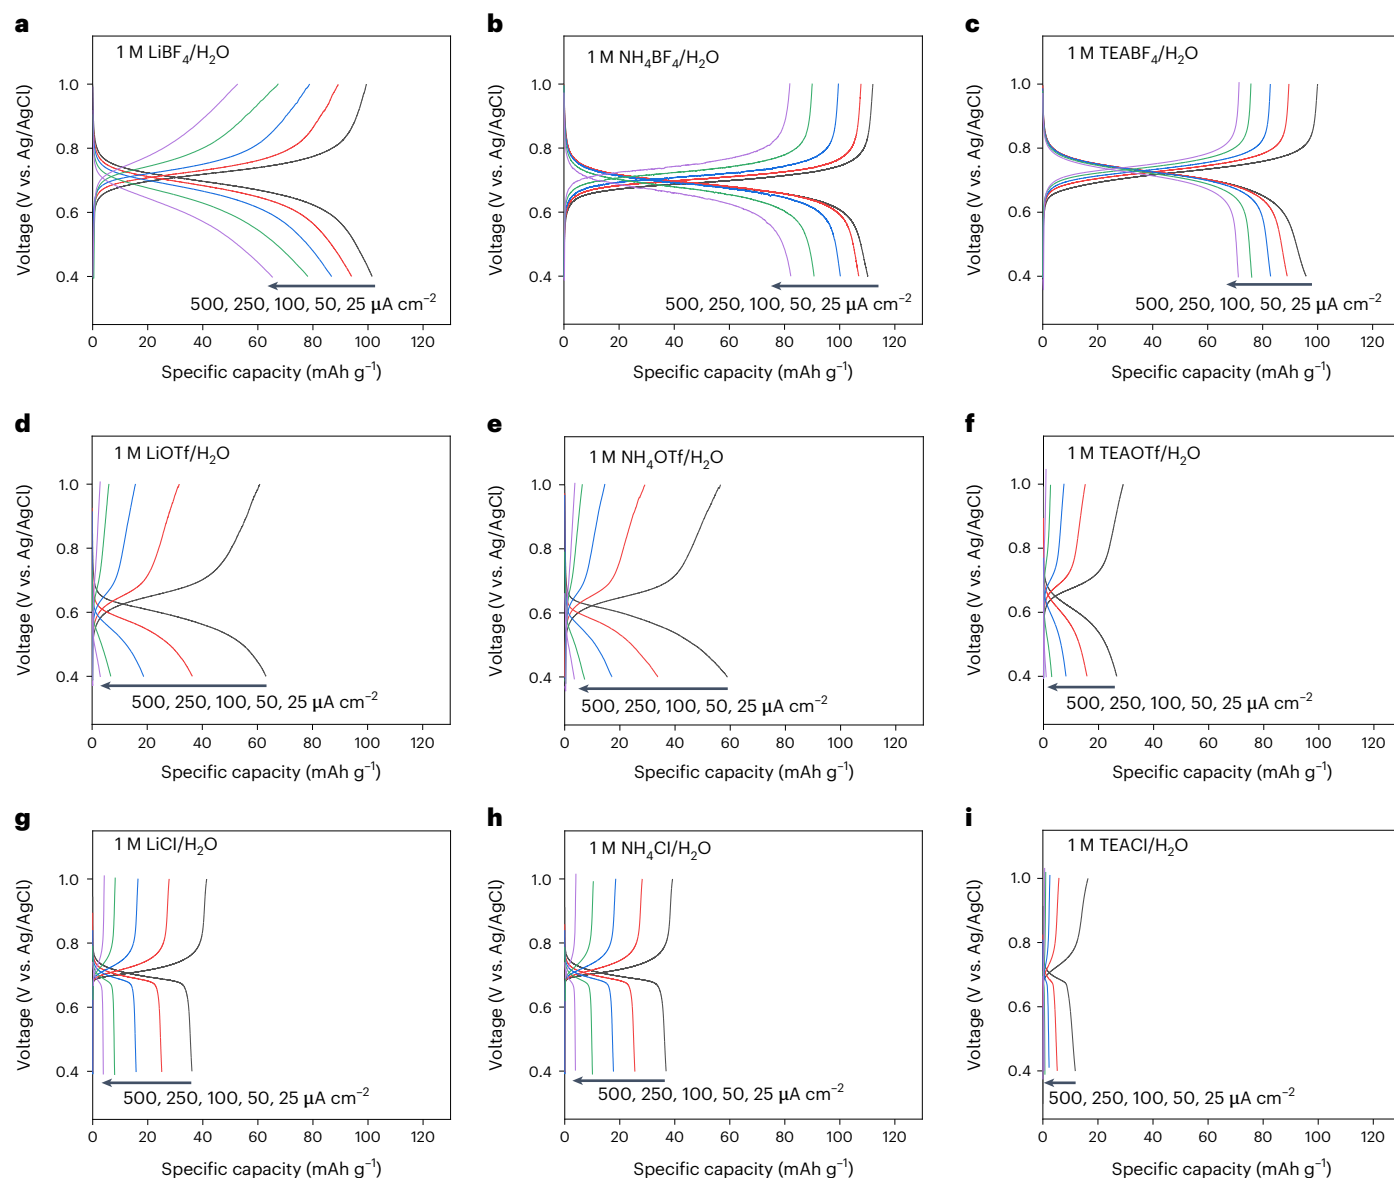 a
1 M LiBF₄/H₂O
Voltage (V vs. Ag/AgCl)
1.0
0.8
0.6
0.4
500, 250, 100, 50, 25 µA cm⁻²
0 20 40 60 80 100 120
Specific capacity (mAh g⁻¹)
b
1 M NH₄BF₄/H₂O
Voltage (V vs. Ag/AgCl)
1.0
0.8
0.6
0.4
500, 250, 100, 50, 25 µA cm⁻²
0 20 40 60 80 100 120
Specific capacity (mAh g⁻¹)
c
1 M TEABF₄/H₂O
Voltage (V vs. Ag/AgCl)
1.0
0.8
0.6
0.4
500, 250, 100, 50, 25 µA cm⁻²
0 20 40 60 80 100 120
Specific capacity (mAh g⁻¹)
d
1 M LiOTf/H₂O
Voltage (V vs. Ag/AgCl)
1.0
0.8
0.6
0.4
500, 250, 100, 50, 25 µA cm⁻²
0 20 40 60 80 100 120
Specific capacity (mAh g⁻¹)
e
1 M NH₄OTf/H₂O
Voltage (V vs. Ag/AgCl)
1.0
0.8
0.6
0.4
500, 250, 100, 50, 25 µA cm⁻²
0 20 40 60 80 100 120
Specific capacity (mAh g⁻¹)
f
1 M TEAOTf/H₂O
Voltage (V vs. Ag/AgCl)
1.0
0.8
0.6
0.4
500, 250, 100, 50, 25 µA cm⁻²
0 20 40 60 80 100 120
Specific capacity (mAh g⁻¹)
g
1 M LiCl/H₂O
Voltage (V vs. Ag/AgCl)
1.0
0.8
0.6
0.4
500, 250, 100, 50, 25 µA cm⁻²
0 20 40 60 80 100 120
Specific capacity (mAh g⁻¹)
h
1 M NH₄Cl/H₂O
Voltage (V vs. Ag/AgCl)
1.0
0.8
0.6
0.4
500, 250, 100, 50, 25 µA cm⁻²
0 20 40 60 80 100 120
Specific capacity (mAh g⁻¹)
i
1 M TEACl/H₂O
Voltage (V vs. Ag/AgCl)
1.0
0.8
0.6
0.4
500, 250, 100, 50, 25 µA cm⁻²
0 20 40 60 80 100 120
Specific capacity (mAh g⁻¹)